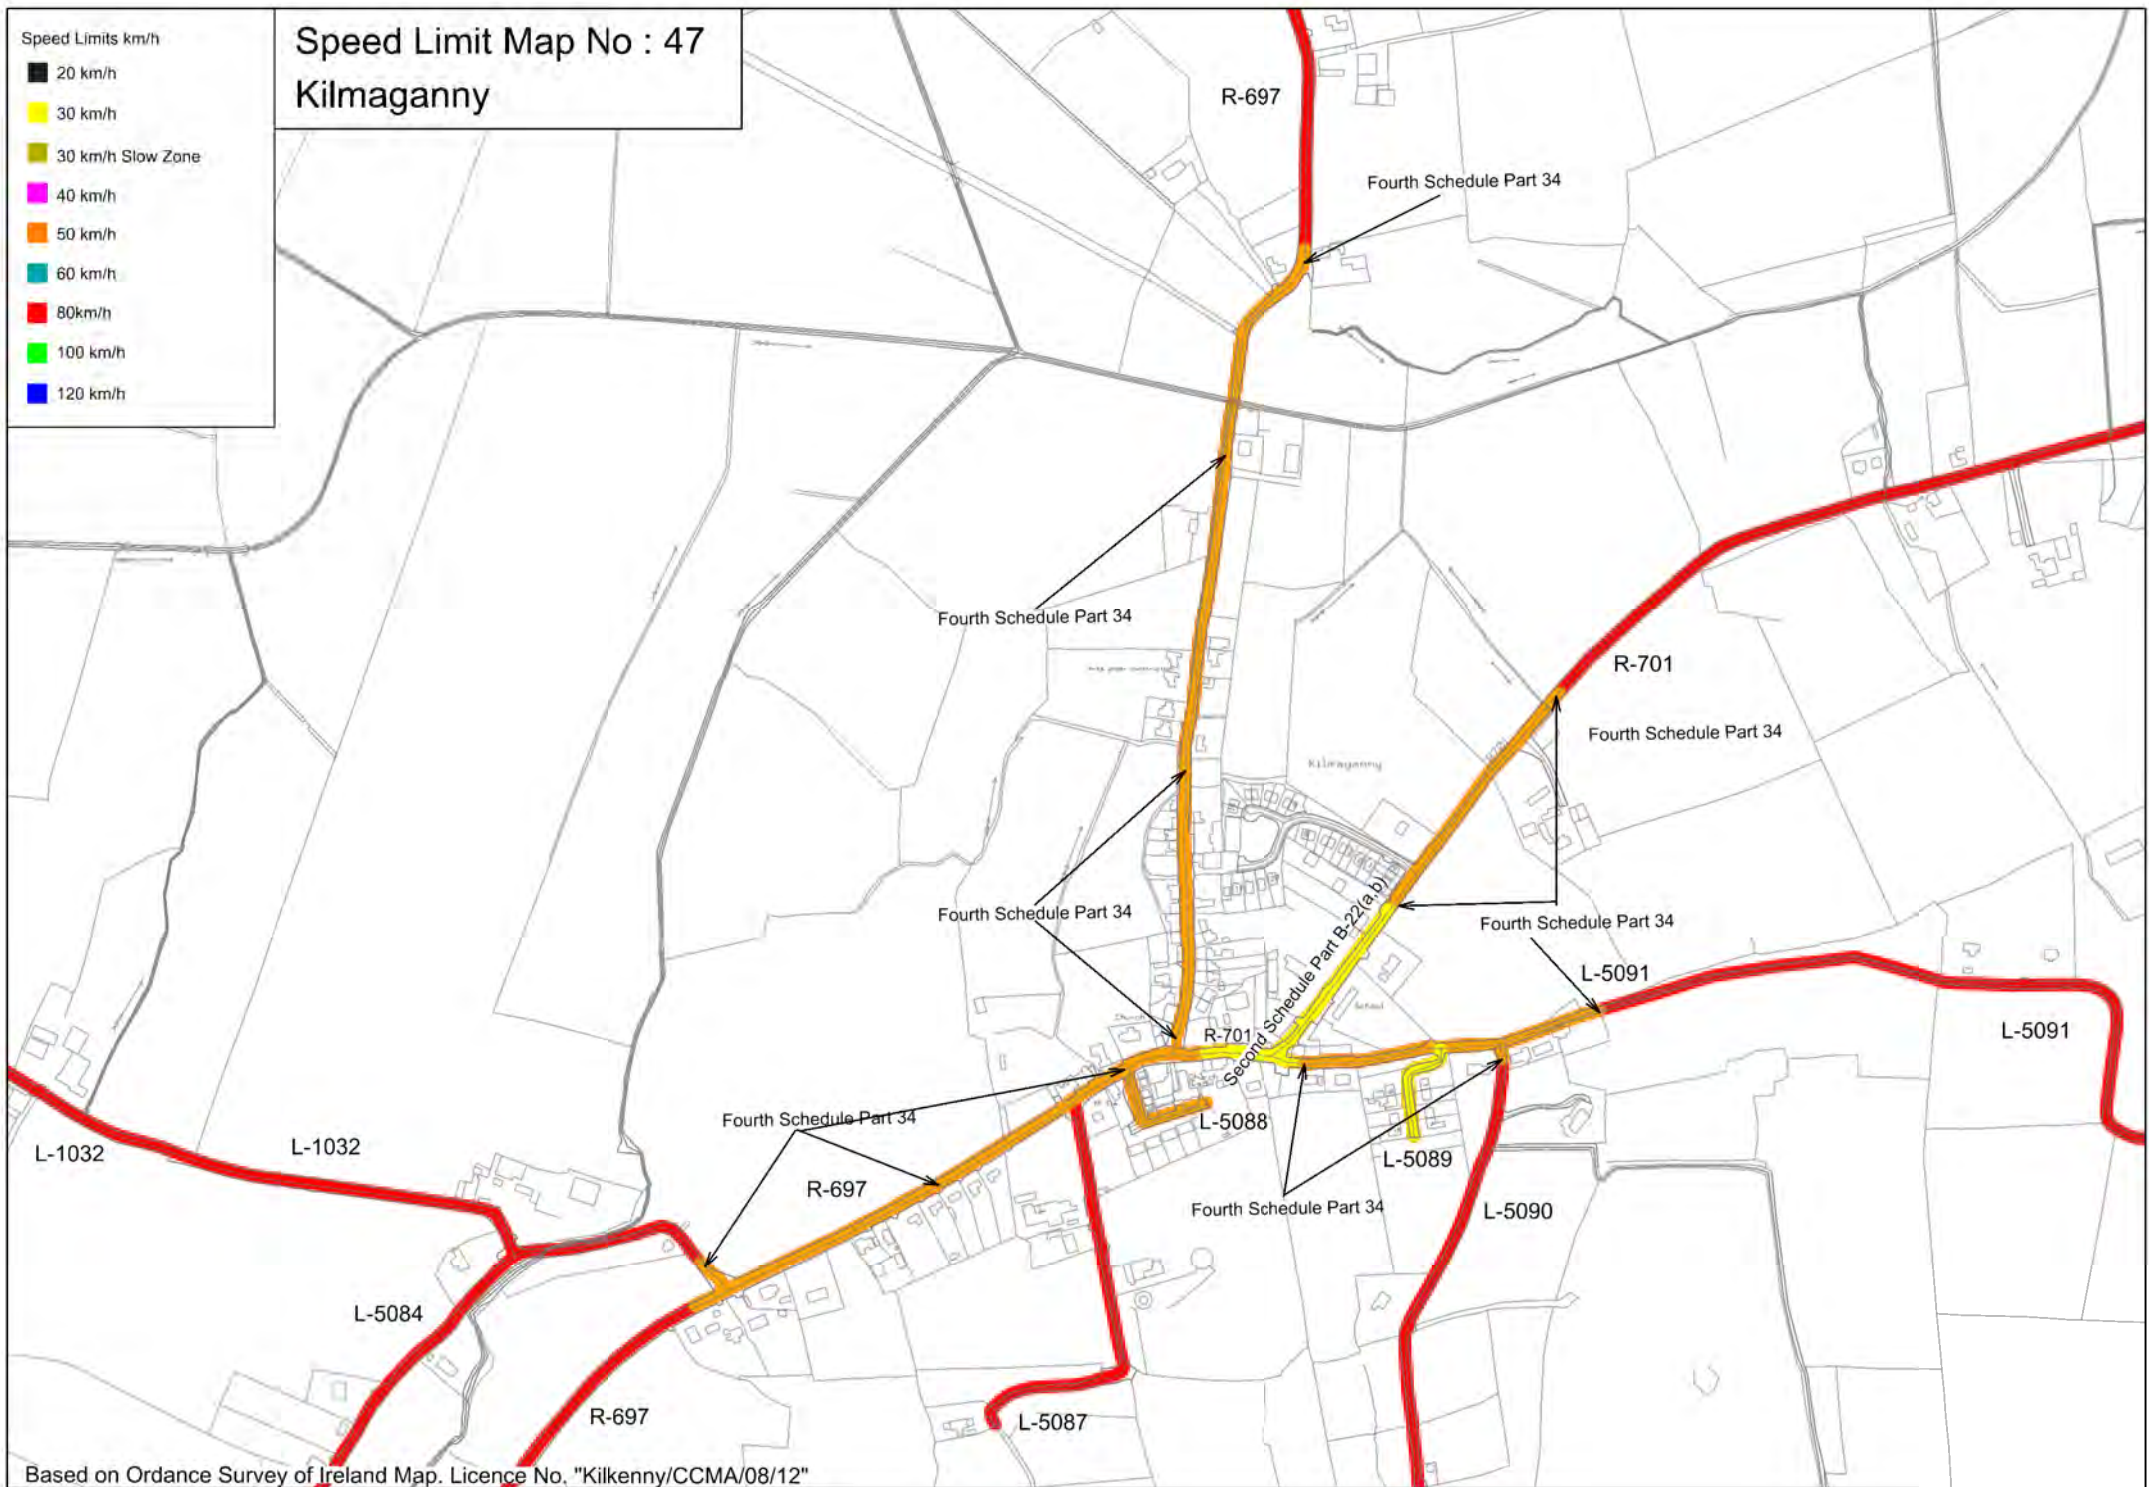 Speed Limits km/h
20 km/h
30 km/h
30 km/h Slow Zone
40 km/h
50 km/h
60 km/h
80km/h
100 km/h
120 km/h
Speed Limit Map No : 47
Kilmaganny
R-697
Fourth Schedule Part 34
Fourth Schedule Part 34
R-701
Fourth Schedule Part 34
Kilmaganny
Fourth Schedule Part 34
Second Schedule Part B-22(a,b)
Fourth Schedule Part 34
L-5091
School
Church
R-701
L-5091
Fourth Schedule Part 34
L-5088
L-1032
L-1032
L-5089
R-697
Fourth Schedule Part 34
L-5090
L-5084
R-697
L-5087
Based on Ordance Survey of Ireland Map. Licence No. "Kilkenny/CCMA/08/12"